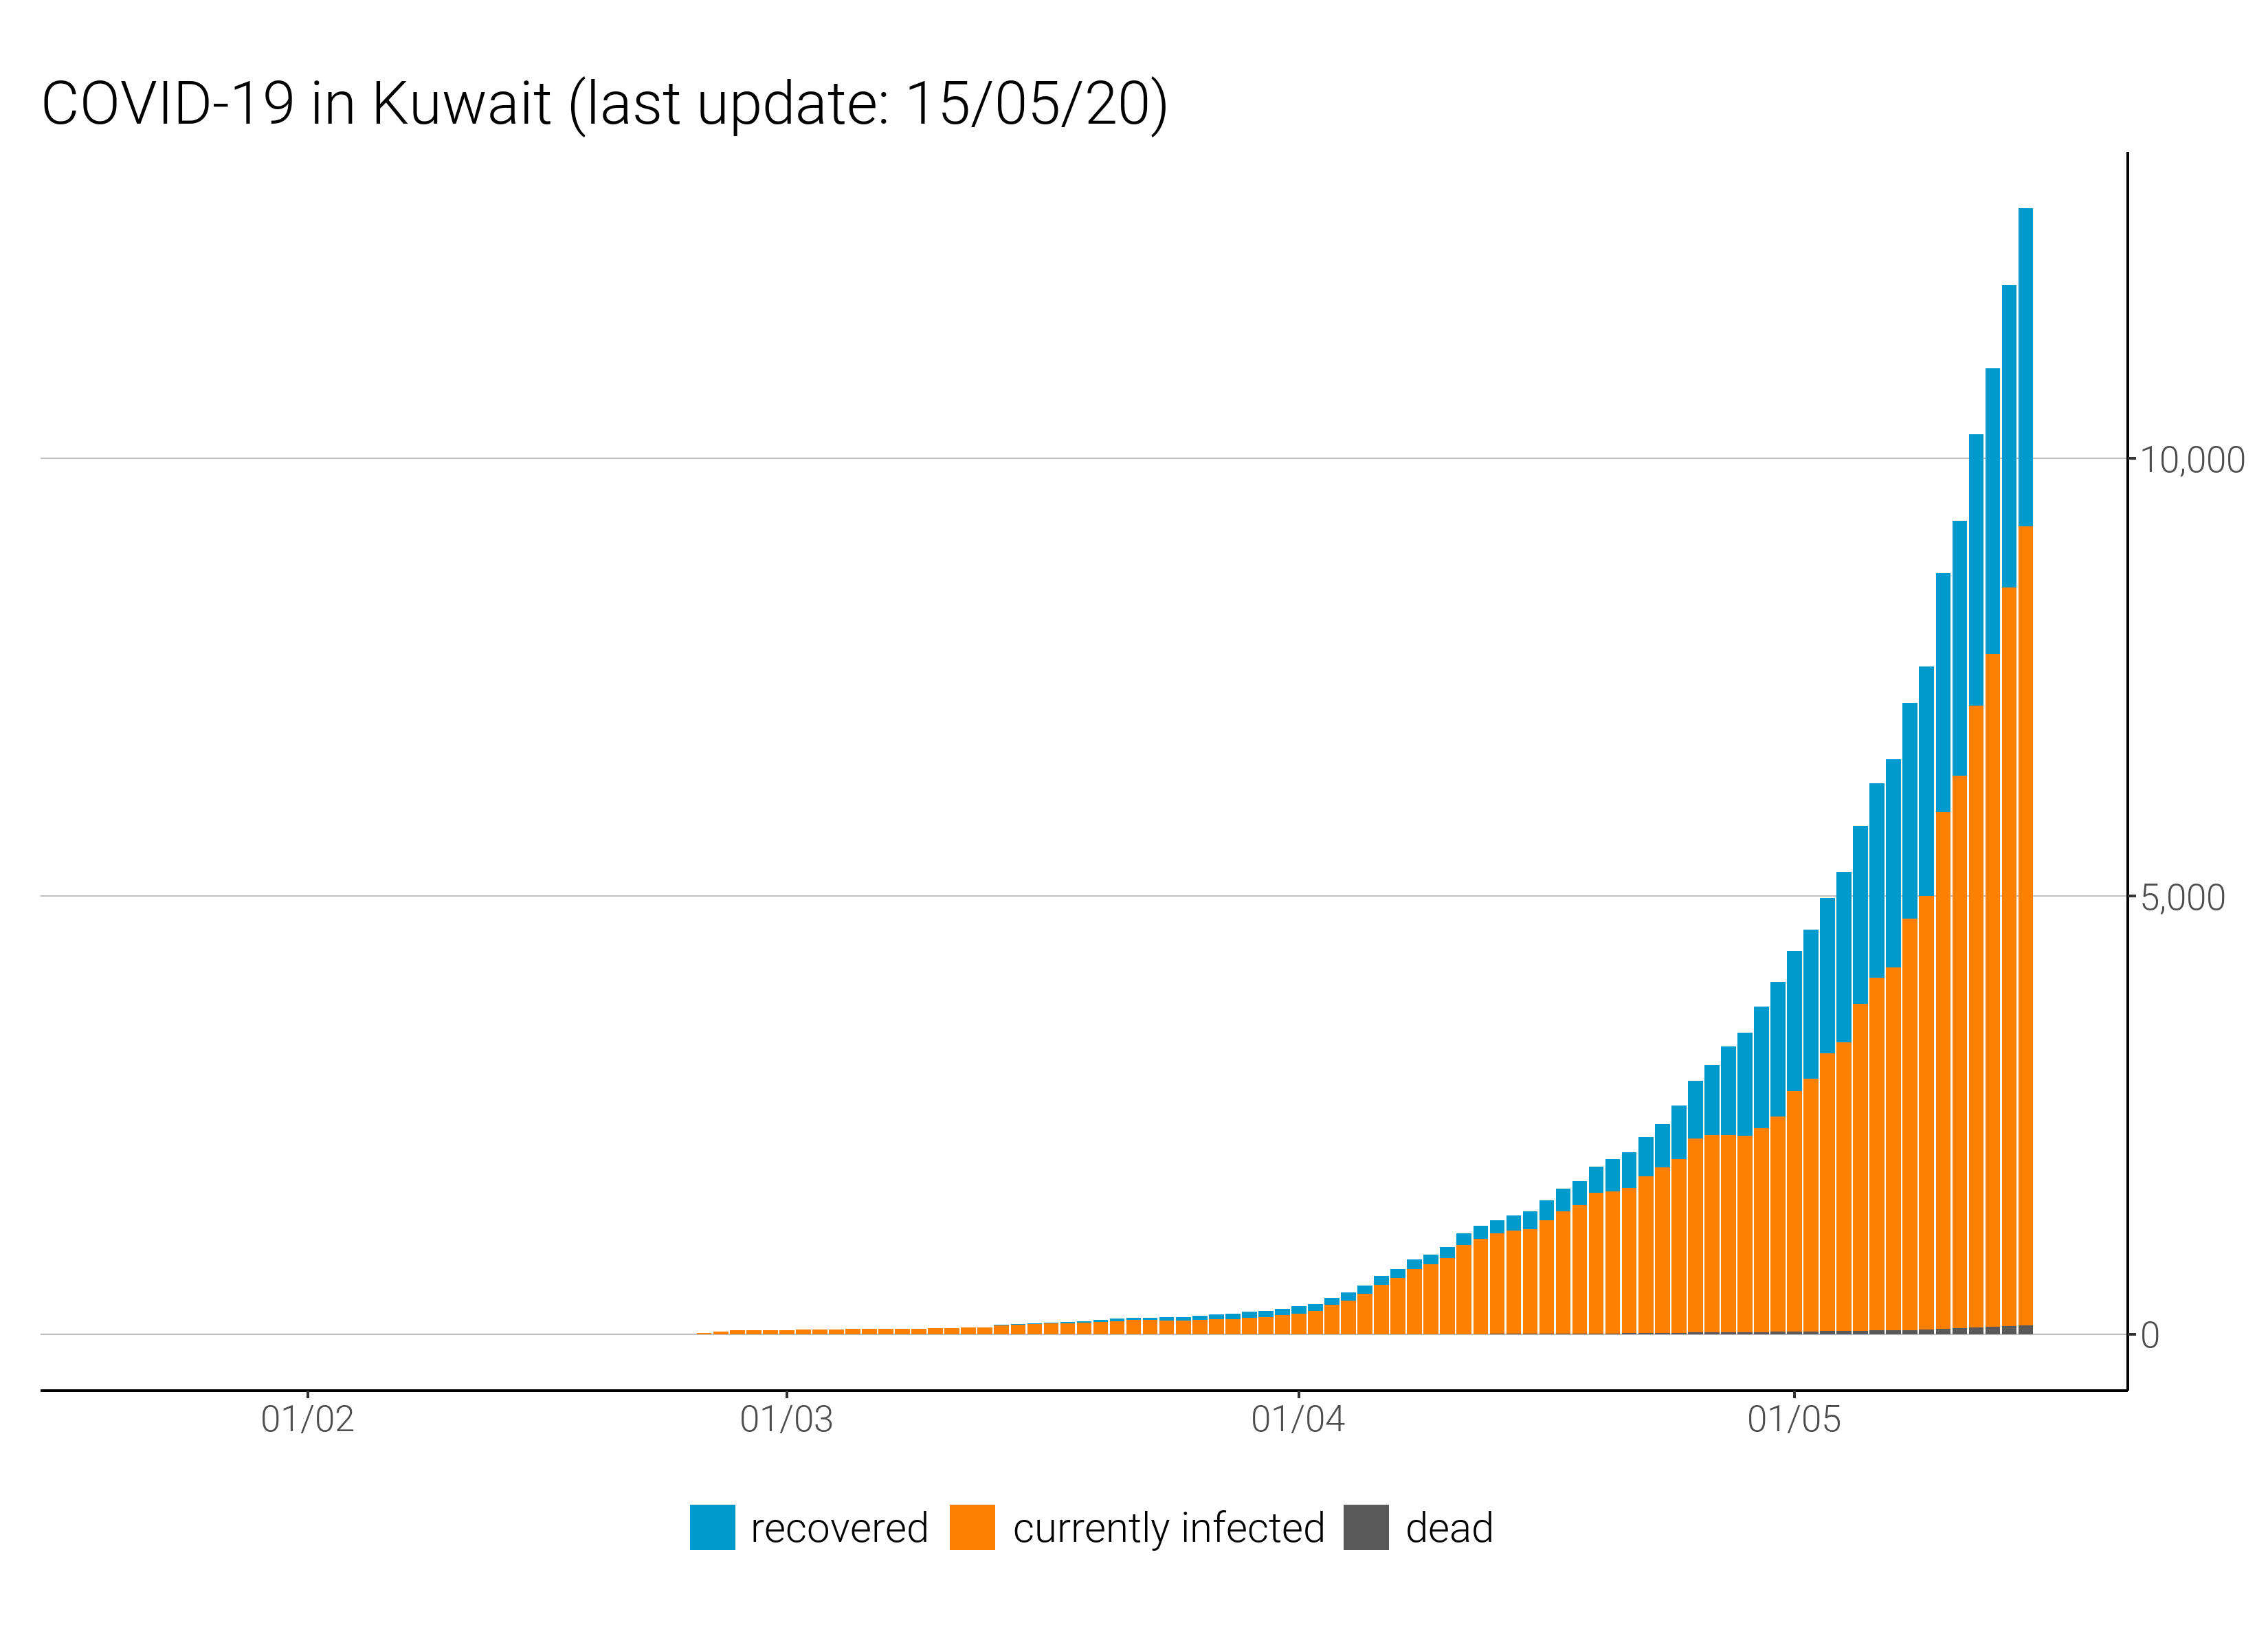 COVID-19 in Kuwait (last update: 15/05/20)
10,000
5,000
0
01/02 01/03 01/04 01/05
recovered currently infected dead